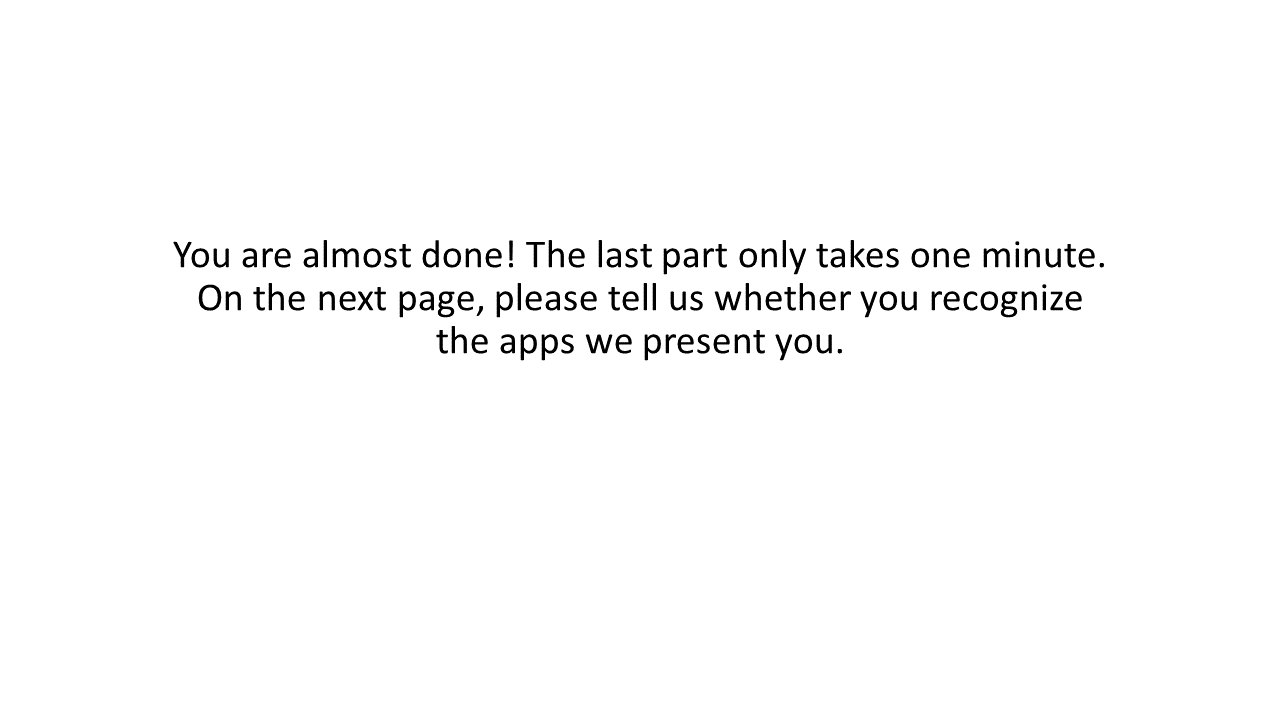 You are almost done! The last part only takes one minute.
On the next page, please tell us whether you recognize
the apps we present you.